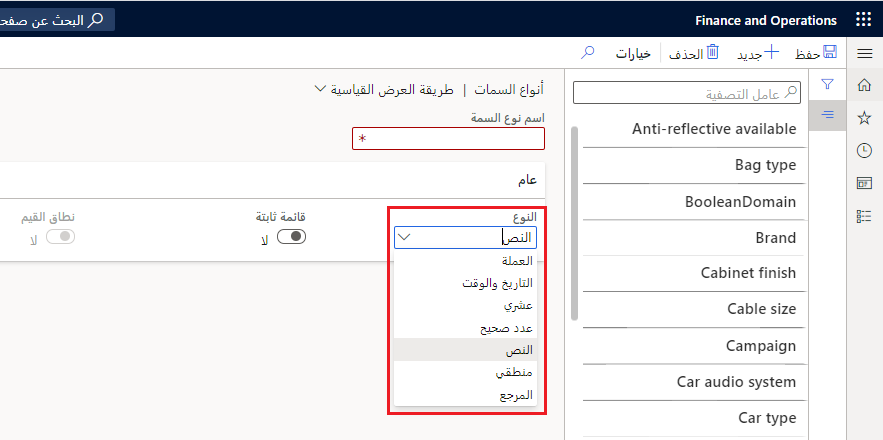 Finance and Operations
البحث عن صفحة
حفظ
جديد
الحذف
خيارات
عامل التصفية
Anti-reflective available
Bag type
BooleanDomain
Brand
Cabinet finish
Cable size
Campaign
Car audio system
Car type
أنواع السمات | طريقة العرض القياسية
اسم نوع السمة
*
عام
النوع
النص
العملة
التاريخ والوقت
عشري
عدد صحيح
النص
منطقي
المرجع
قائمة ثابتة
لا
نطاق القيم
لا